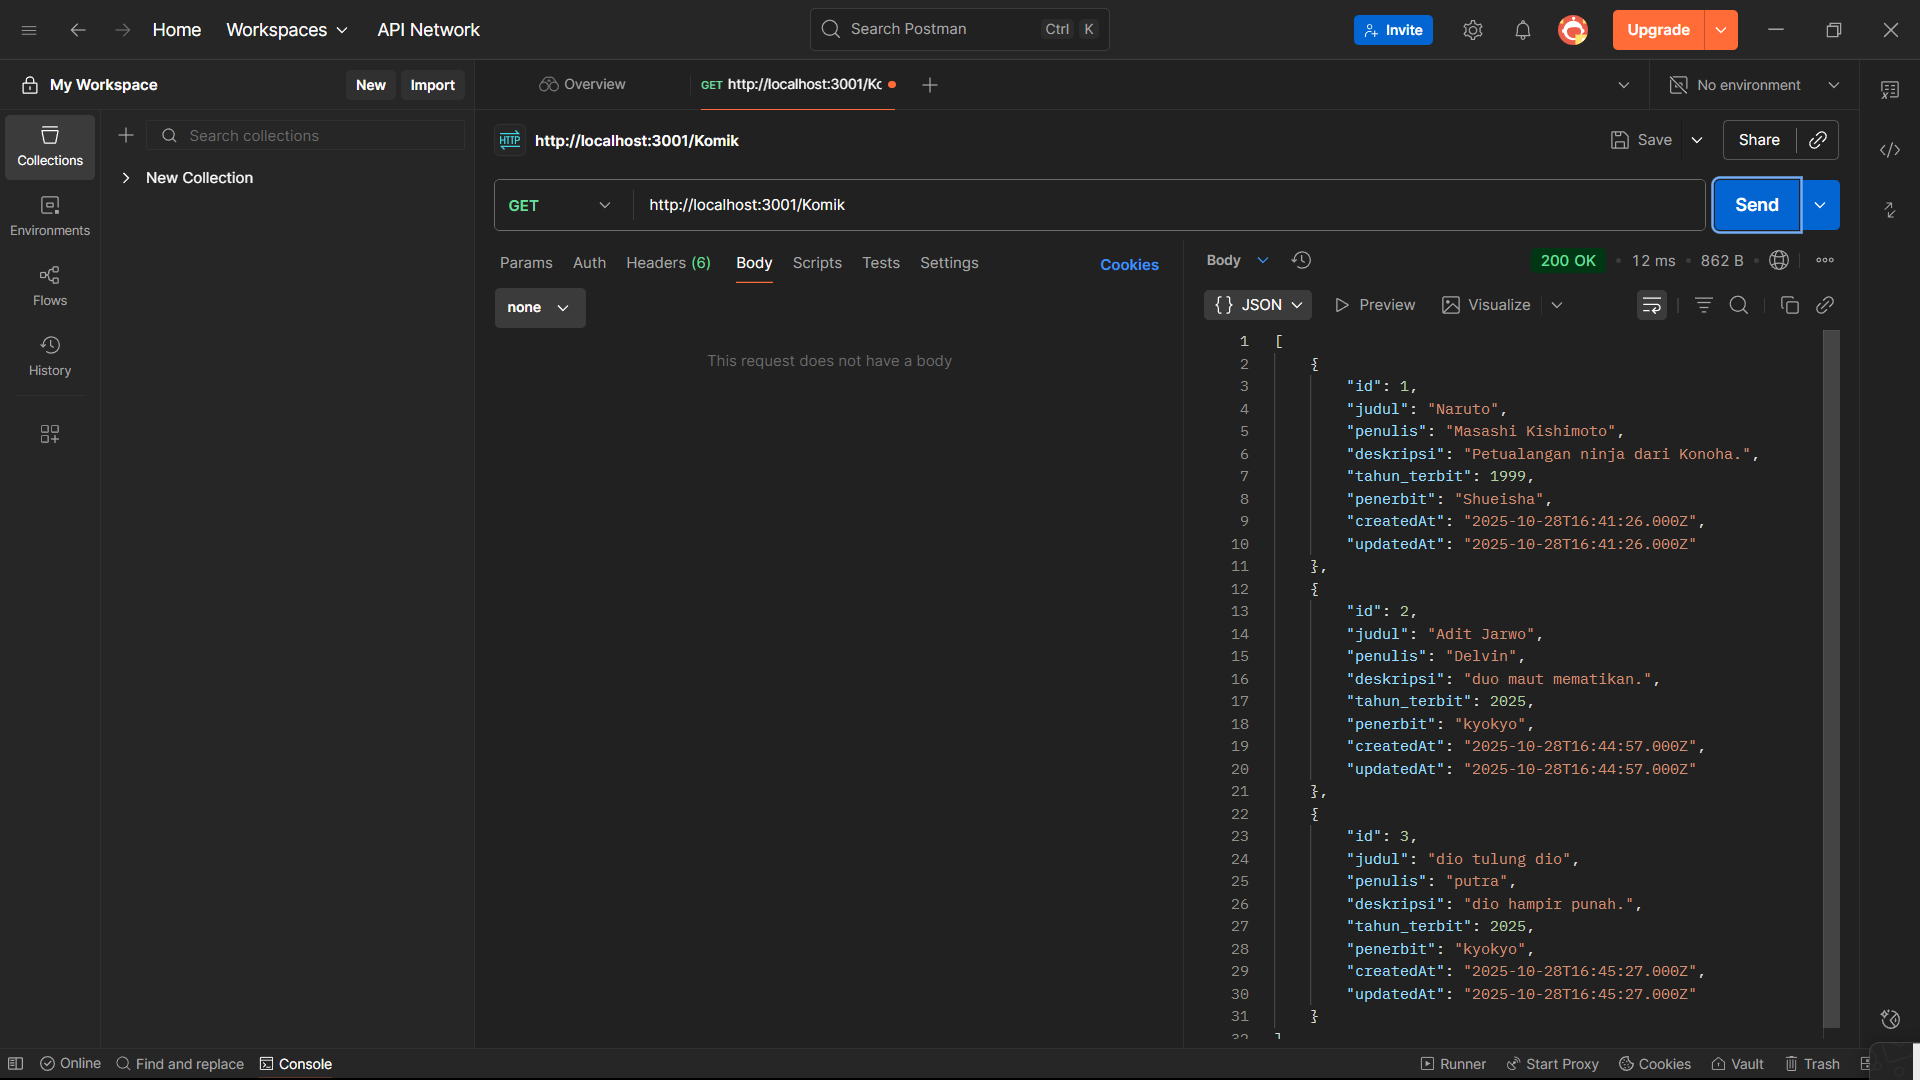 Home
Workspaces
API Network
Search Postman
Ctrl K
Invite
Upgrade
My Workspace
New
Import
Overview
GET http://localhost:3001/Kc
No environment
Collections
Environments
Flows
History
Search collections
New Collection
HTTP http://localhost:3001/Komik
Save
Share
GET
http://localhost:3001/Komik
Send
Params Auth Headers (6) Body Scripts Tests Settings
Cookies
none
This request does not have a body
Body
200 OK • 12 ms • 862 B •
{} JSON
Preview
Visualize
1 [
2 {
3 "id": 1,
4 "judul": "Naruto",
5 "penulis": "Masashi Kishimoto",
6 "deskripsi": "Petualangan ninja dari Konoha.",
7 "tahun_terbit": 1999,
8 "penerbit": "Shueisha",
9 "createdAt": "2025-10-28T16:41:26.000Z",
10 "updatedAt": "2025-10-28T16:41:26.000Z"
11 },
12 {
13 "id": 2,
14 "judul": "Adit Jarwo",
15 "penulis": "Delvin",
16 "deskripsi": "duo maut mematikan.",
17 "tahun_terbit": 2025,
18 "penerbit": "kyokyo",
19 "createdAt": "2025-10-28T16:44:57.000Z",
20 "updatedAt": "2025-10-28T16:44:57.000Z"
21 },
22 {
23 "id": 3,
24 "judul": "dio tulung dio",
25 "penulis": "putra",
26 "deskripsi": "dio hampir punah.",
27 "tahun_terbit": 2025,
28 "penerbit": "kyokyo",
29 "createdAt": "2025-10-28T16:45:27.000Z",
30 "updatedAt": "2025-10-28T16:45:27.000Z"
31 }
32 ]
Online
Find and replace
Console
Runner
Start Proxy
Cookies
Vault
Trash